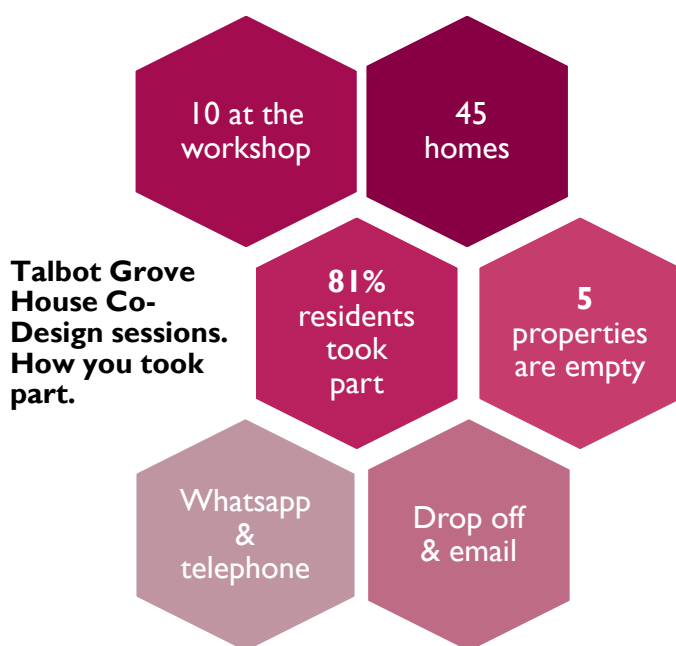 10 at the
workshop
45
homes
Talbot Grove
House Co-
Design sessions.
How you took
part.
81%
residents
took
part
5
properties
are empty
Whatsapp
&
telephone
Drop off
& email